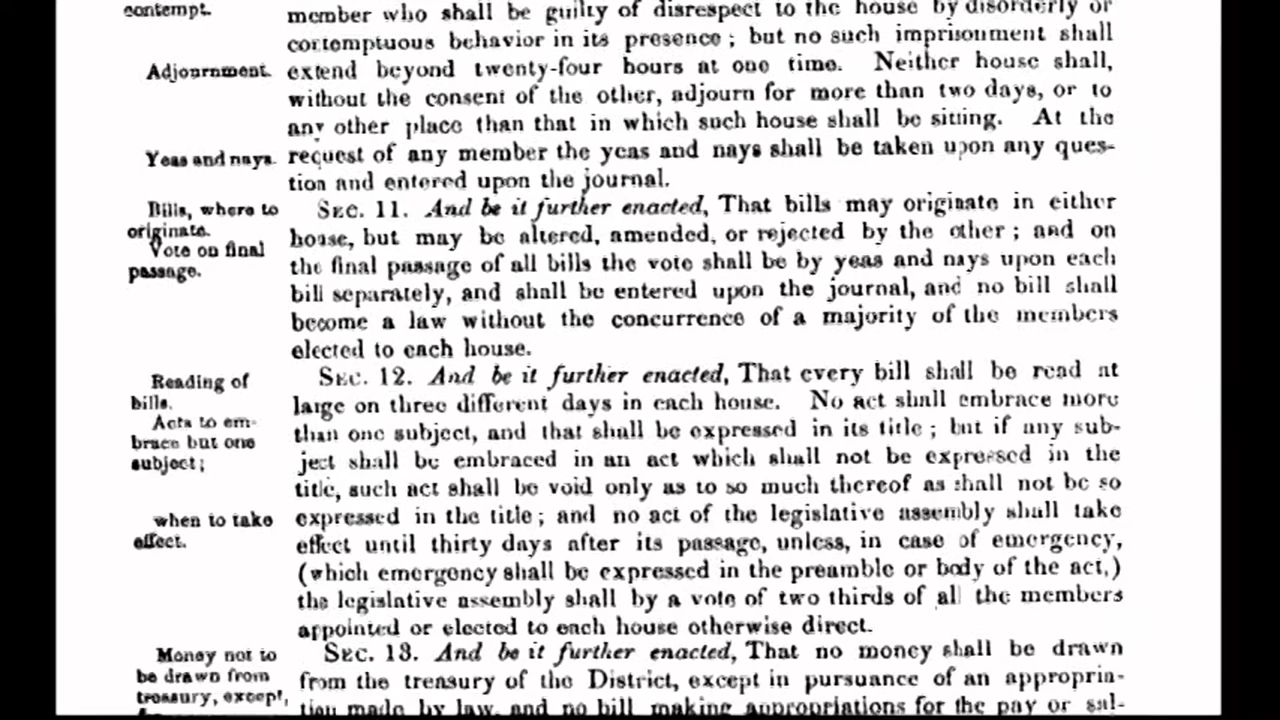 contempt.
member who shall be guilty of disrespect to the house by disorderly or
contemptuous behavior in its presence ; but no such imprisonment shall
Adjournment. extend beyond twenty-four hours at one time. Neither house shall,
without the consent of the other, adjourn for more than two days, or to
any other place than that in which such house shall be sitting. At the
Yeas and nays. request of any member the yeas and nays shall be taken upon any ques-
tion and entered upon the journal.
Bills, where to
originate.
Vote on final
passage.
SEC. 11. And be it further enacted, That bills may originate in either
house, but may be altered, amended, or rejected by the other ; and on
the final passage of all bills the vote shall be by yeas and nays upon each
bill separately, and shall be entered upon the journal, and no bill shall
become a law without the concurrence of a majority of the members
elected to each house.
Reading of
bills.
Acts to em-
brace but one
subject ;
when to take
effect.
SEC. 12. And be it further enacted, That every bill shall be read at
large on three different days in each house. No act shall embrace more
than one subject, and that shall be expressed in its title ; but if any sub-
ject shall be embraced in an act which shall not be expressed in the
title, such act shall be void only as to so much thereof as shall not be so
expressed in the title ; and no act of the legislative assembly shall take
effect until thirty days after its passage, unless, in case of emergency,
(which emergency shall be expressed in the preamble or body of the act,)
the legislative assembly shall by a vote of two thirds of all the members
appointed or elected to each house otherwise direct.
Money not to
be drawn from
treasury, except,
SEC. 13. And be it further enacted, That no money shall be drawn
from the treasury of the District, except in pursuance of an appropria-
tion made by law, and no bill making appropriations for the pay or sal-